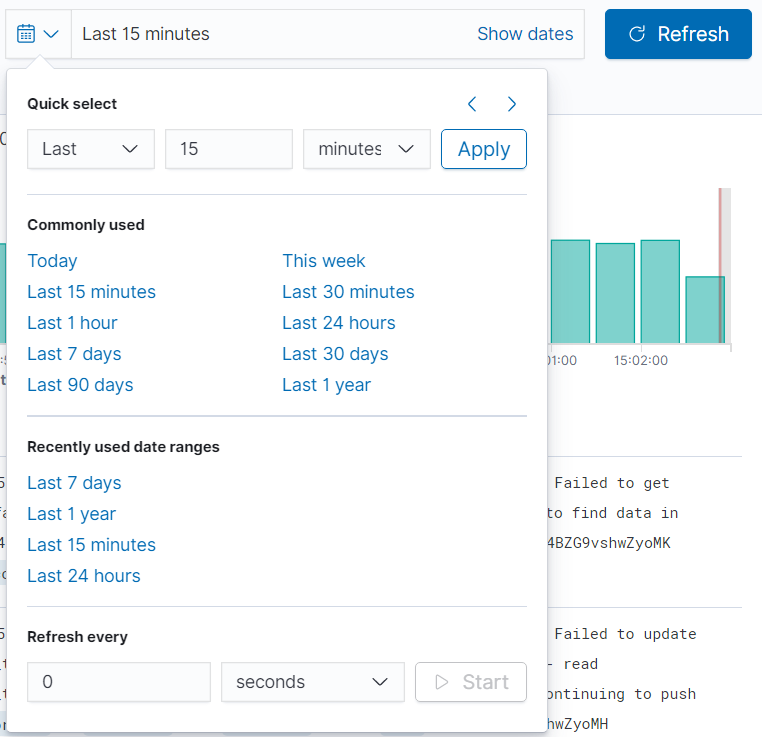 Last 15 minutes Show dates Refresh
Quick select
Last 15 minutes Apply
Commonly used
Today This week
Last 15 minutes Last 30 minutes
Last 1 hour Last 24 hours
Last 7 days Last 30 days
Last 90 days Last 1 year
15:02:00
Recently used date ranges
Last 7 days
Last 1 year
Last 15 minutes
Last 24 hours
Failed to get
to find data in
4BZG9vshwZyoMK
Refresh every
0 seconds Start
Failed to update
- read
ontinuing to push
hwZyoMH